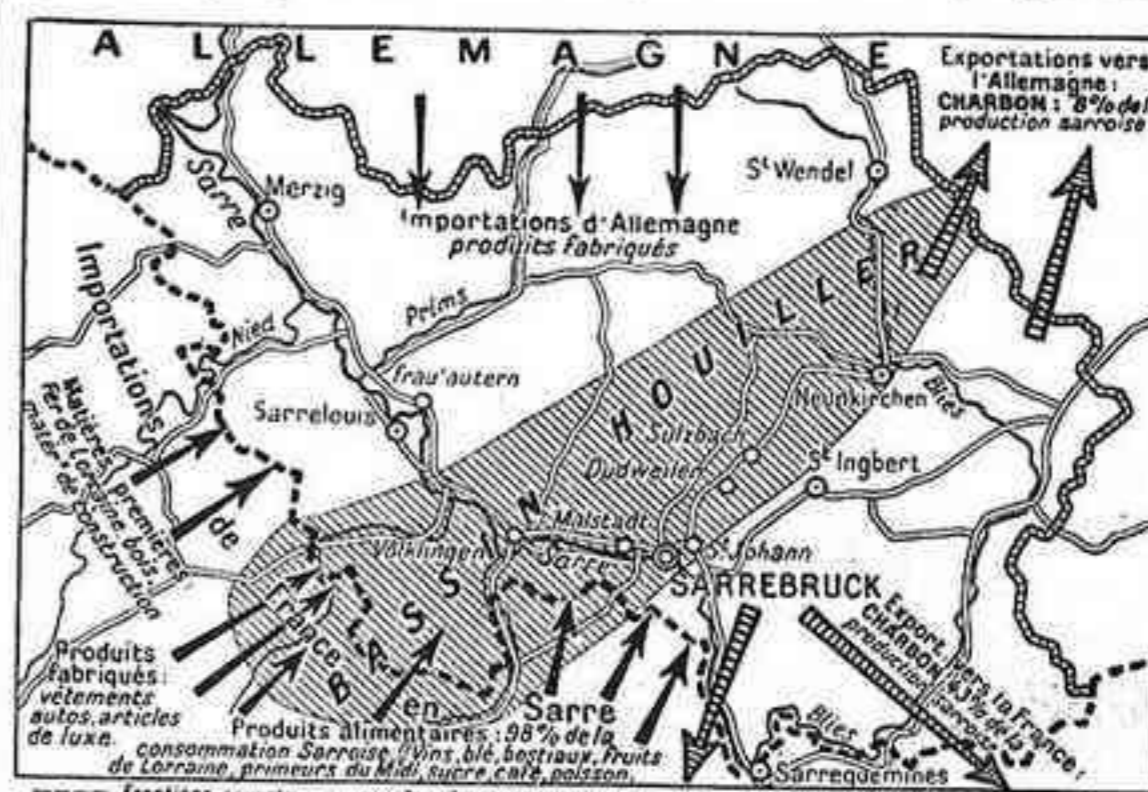 ALLEMAGNE
Exportations vers
l'Allemagne:
CHARBON: 8% de la
production sarroise
St Wendel
Merzig
Sarre
Importations d'Allemagne
produits fabriqués
Prims
Nied
Importations de France en Sarre
Frau'autern
Sarrelouis
BASSIN HOUILLER
Neunkirchen
Blies
Sulzbach
Dudweiler
St Ingbert
Matières premières
Fer de Lorraine, bois,
mater' de construction
Malstadt
Völklingen
Sarre
St Johann
SARREBRUCK
Produits
fabriqués:
vêtements
autos, articles
de luxe.
Produits alimentaires: 98% de la
consommation Sarroise, Vins, blé, bestiaux, fruits
de Lorraine, primeurs du Midi, sucre, café, poisson,
Export. vers la France:
CHARBON 43% de la
production sarroise
Blies
Sarreguemines